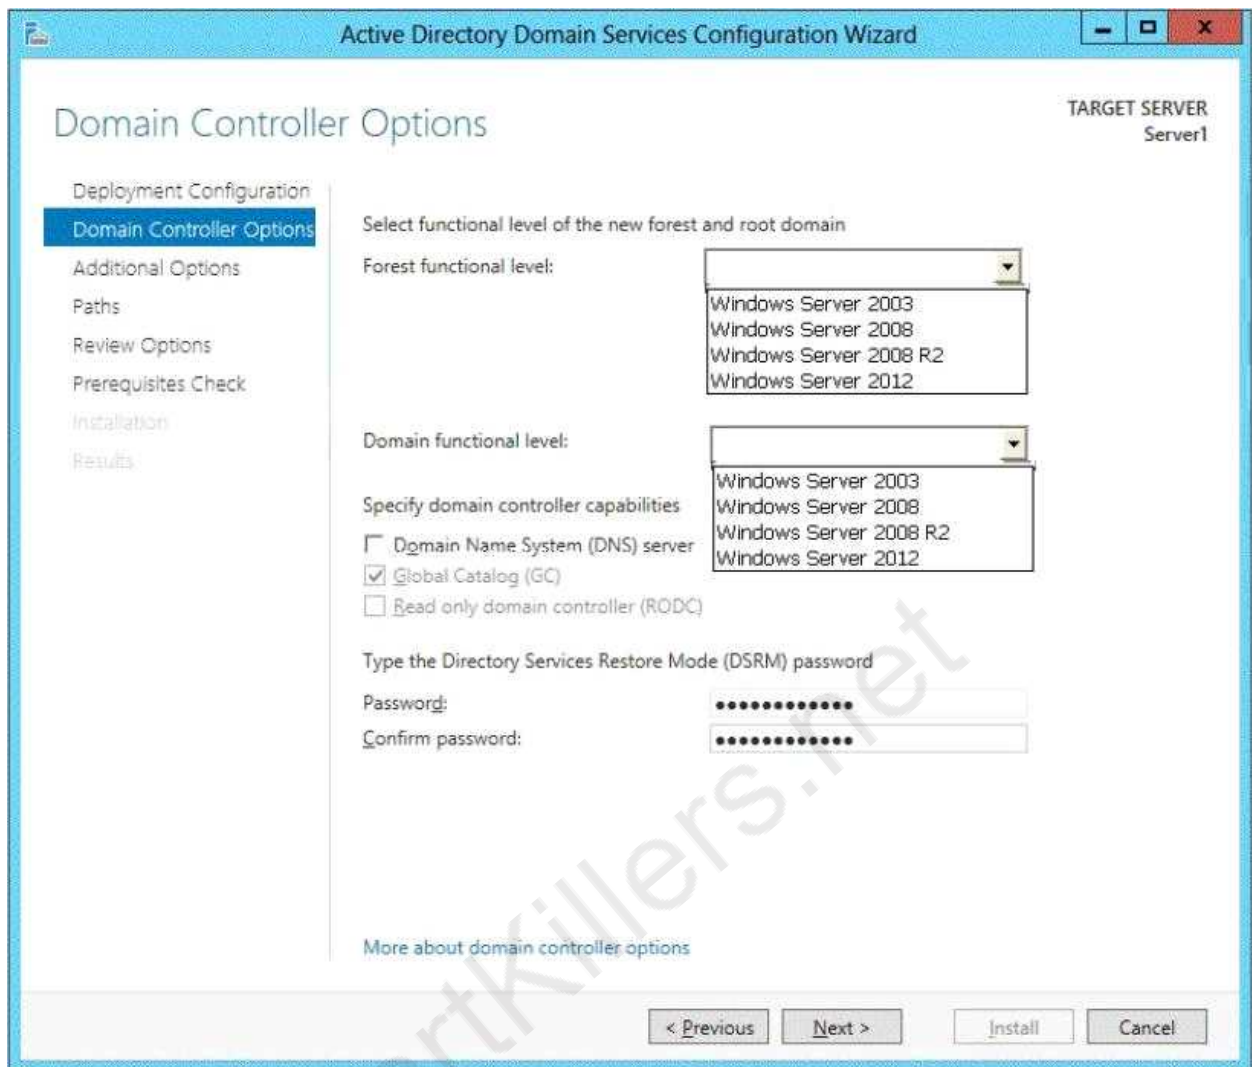 Active Directory Domain Services Configuration Wizard
Domain Controller Options
TARGET SERVER
Server1
Deployment Configuration
Domain Controller Options
Additional Options
Paths
Review Options
Prerequisites Check
Installation
Results
Select functional level of the new forest and root domain
Forest functional level:
Windows Server 2003
Windows Server 2008
Windows Server 2008 R2
Windows Server 2012
Domain functional level:
Windows Server 2003
Windows Server 2008
Windows Server 2008 R2
Windows Server 2012
Specify domain controller capabilities
Domain Name System (DNS) server
Global Catalog (GC)
Read only domain controller (RODC)
Type the Directory Services Restore Mode (DSRM) password
Password:
••••••••••••
Confirm password:
••••••••••••
More about domain controller options
< Previous
Next >
Install
Cancel
rtKillers.net